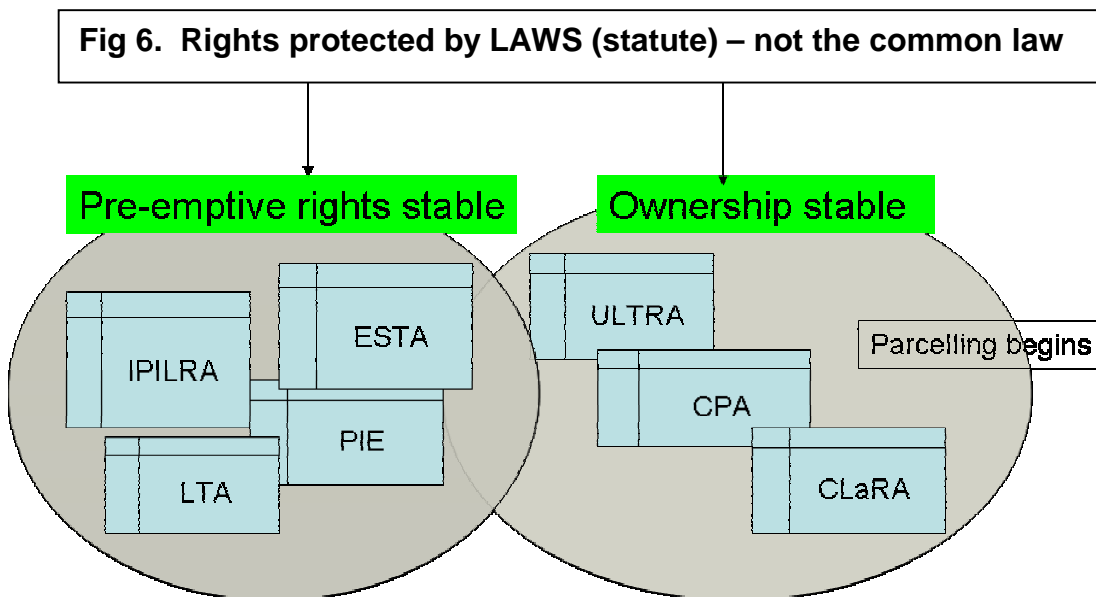 Fig 6. Rights protected by LAWS (statute) – not the common law
Pre-emptive rights stable
Ownership stable
IPILRA
ESTA
PIE
LTA
ULTRA
CPA
CLaRA
Parcelling begins